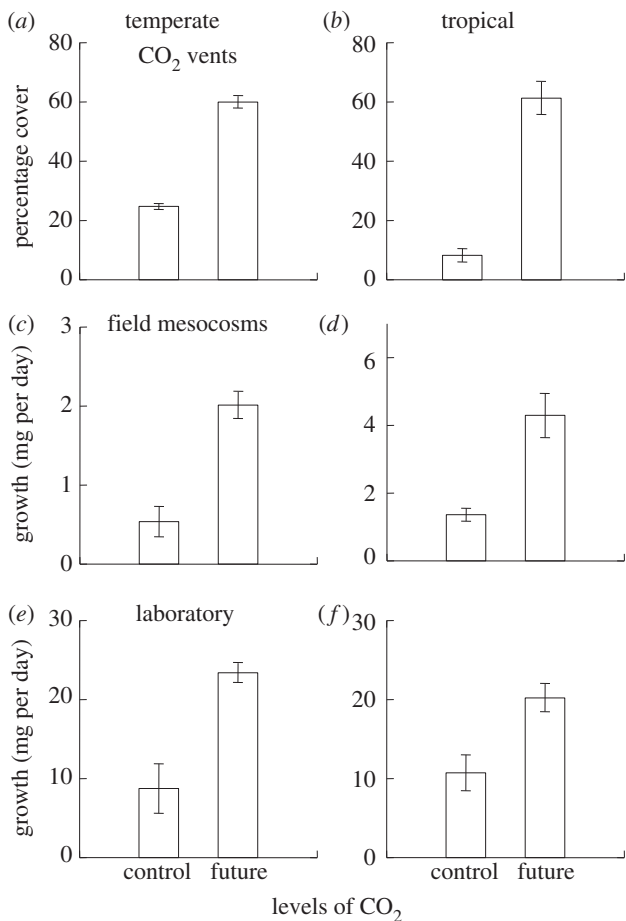 (a) temperate (b) tropical
CO2 vents
80 80
60 60
40 40
20 20
0 0
percentage cover
(c) field mesocosms (d)
3
2
1
0
6
4
2
0
growth (mg per day)
(e) laboratory (f)
30 30
20 20
10 10
0 0
growth (mg per day)
control future control future
levels of CO2